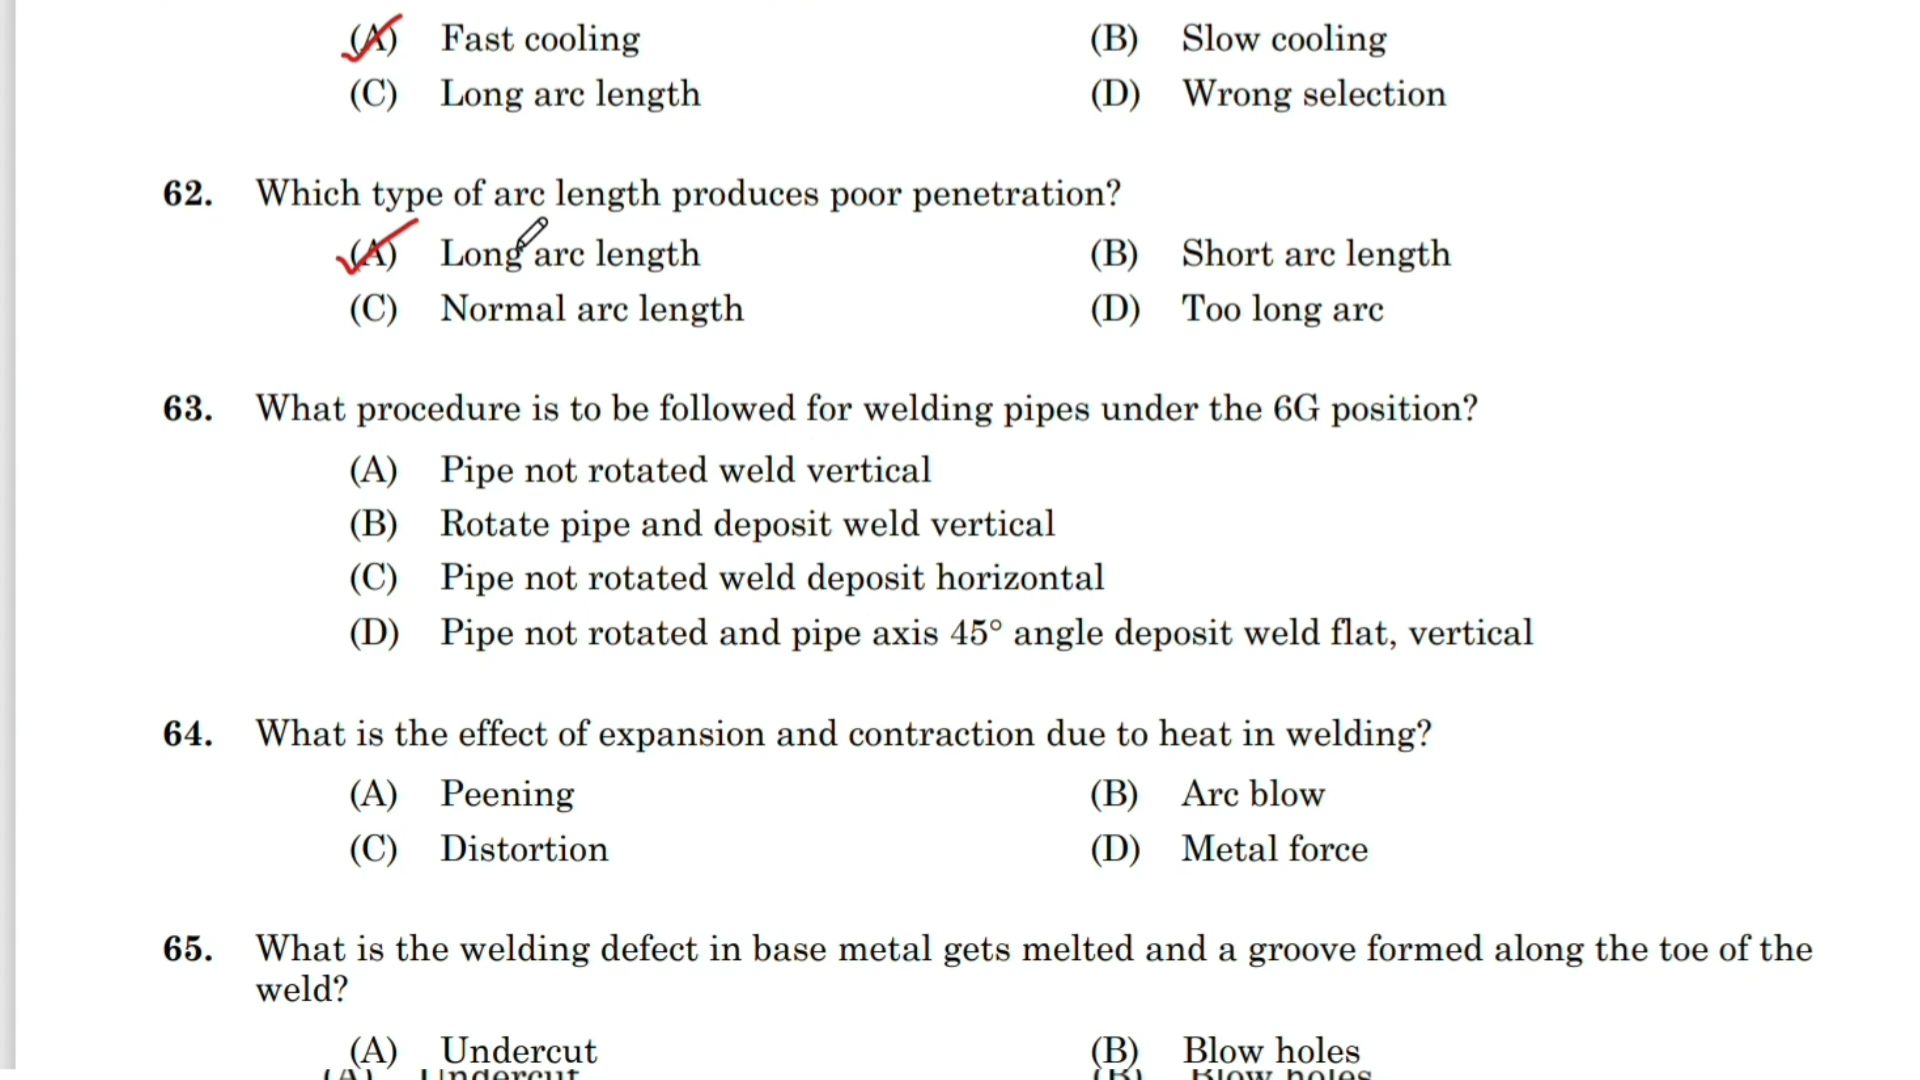 (A) Fast cooling (B) Slow cooling
(C) Long arc length (D) Wrong selection
62. Which type of arc length produces poor penetration?
(A) Long arc length (B) Short arc length
(C) Normal arc length (D) Too long arc
63. What procedure is to be followed for welding pipes under the 6G position?
(A) Pipe not rotated weld vertical
(B) Rotate pipe and deposit weld vertical
(C) Pipe not rotated weld deposit horizontal
(D) Pipe not rotated and pipe axis 45° angle deposit weld flat, vertical
64. What is the effect of expansion and contraction due to heat in welding?
(A) Peening (B) Arc blow
(C) Distortion (D) Metal force
65. What is the welding defect in base metal gets melted and a groove formed along the toe of the
weld?
(A) Undercut (B) Blow holes
(A) Undercut (B) Blow holes